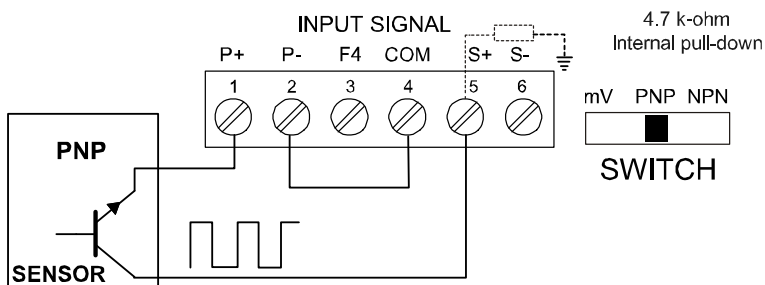 INPUT SIGNAL
4.7 k-ohm
Internal pull-down
P+ P- F4 COM S+ S-
1 2 3 4 5 6
mV PNP NPN
SWITCH
PNP
SENSOR